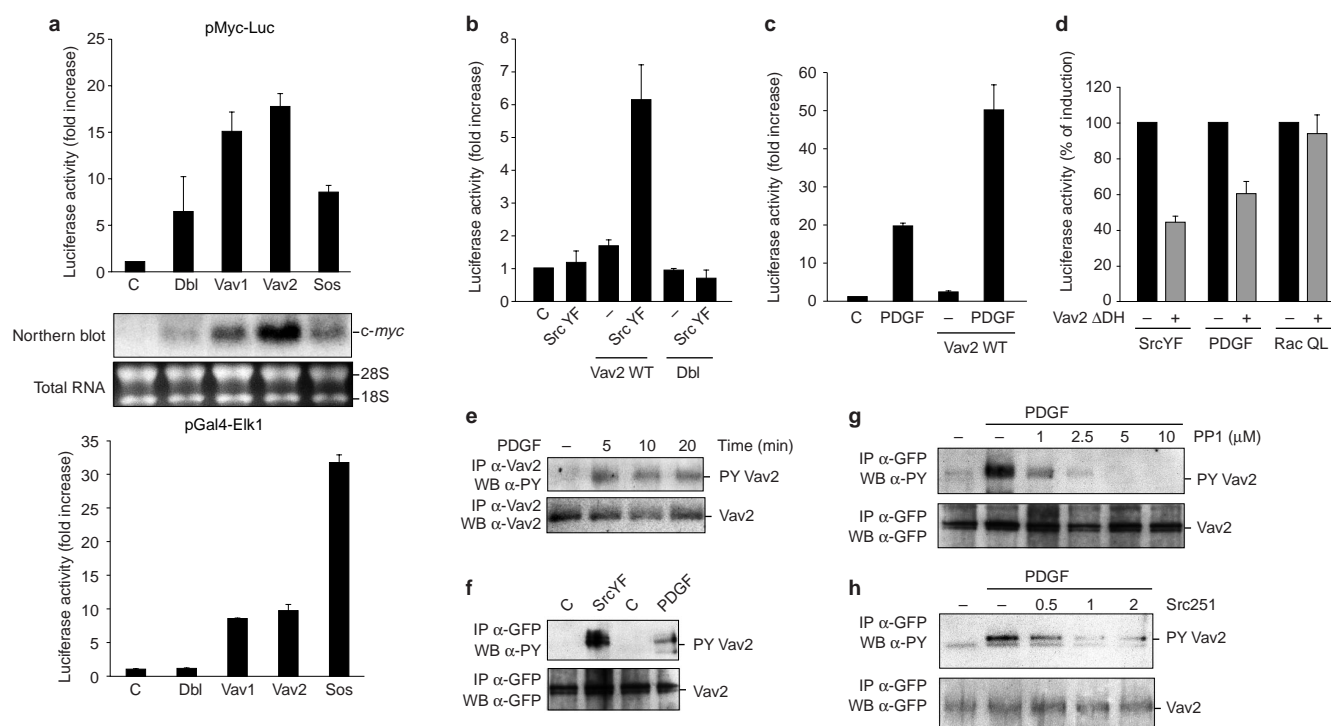 a
pMyc-Luc
Luciferase activity (fold increase)
25
20
15
10
5
0
C Dbl Vav1 Vav2 Sos
Northern blot
c-myc
Total RNA
28S
18S
pGal4-Elk1
Luciferase activity (fold increase)
35
30
25
20
15
10
5
0
C Dbl Vav1 Vav2 Sos
b
Luciferase activity (fold increase)
8
7
6
5
4
3
2
1
0
C Src YF – Src YF – Src YF
Vav2 WT Dbl
c
Luciferase activity (fold increase)
60
50
40
30
20
10
0
C PDGF – PDGF
Vav2 WT
d
Luciferase activity (% of induction)
120
100
80
60
40
20
0
Vav2 ΔDH – + – + – +
SrcYF PDGF Rac QL
e
PDGF – 5 10 20 Time (min)
IP α-Vav2
WB α-PY
PY Vav2
IP α-Vav2
WB α-Vav2
Vav2
f
C SrcYF C PDGF
IP α-GFP
WB α-PY
PY Vav2
IP α-GFP
WB α-GFP
Vav2
g
PDGF
– – 1 2.5 5 10 PP1 (μM)
IP α-GFP
WB α-PY
PY Vav2
IP α-GFP
WB α-GFP
Vav2
h
PDGF
– – 0.5 1 2 Src251
IP α-GFP
WB α-PY
PY Vav2
IP α-GFP
WB α-GFP
Vav2